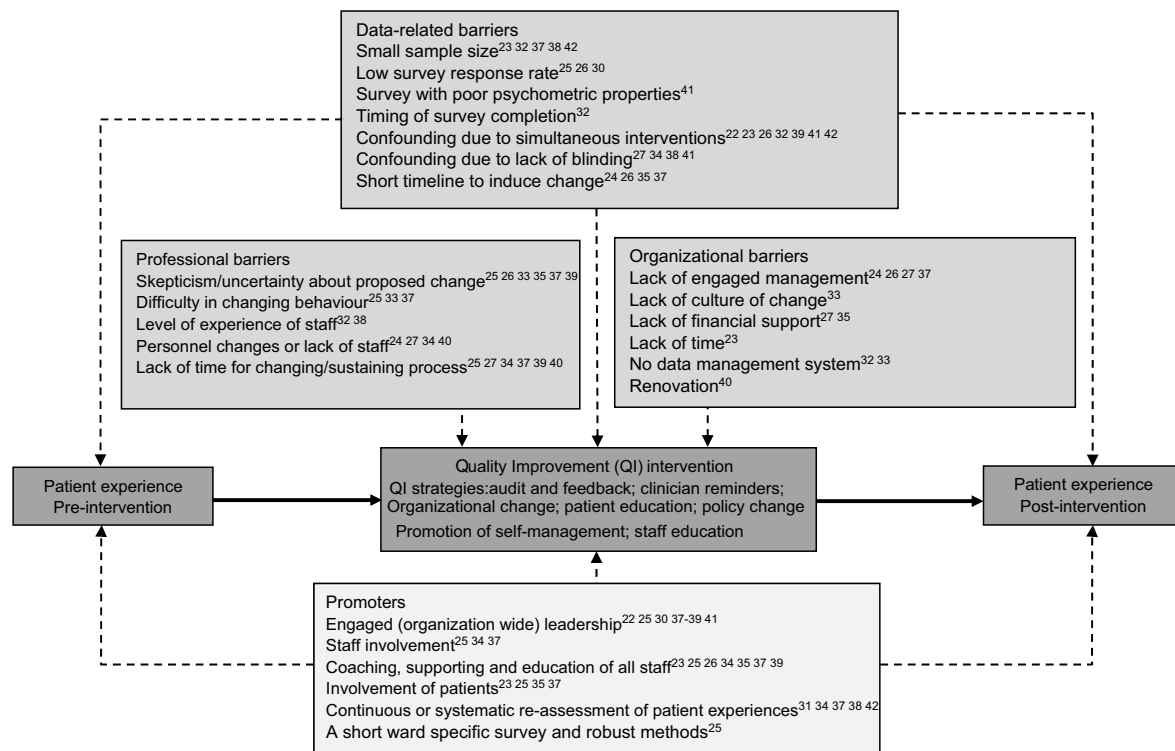 Data-related barriers
Small sample size23 32 37 38 42
Low survey response rate25 26 30
Survey with poor psychometric properties41
Timing of survey completion32
Confounding due to simultaneous interventions22 23 26 32 39 41 42
Confounding due to lack of blinding27 34 38 41
Short timeline to induce change24 26 35 37
Professional barriers
Skepticism/uncertainty about proposed change25 26 33 35 37 39
Difficulty in changing behaviour25 33 37
Level of experience of staff32 38
Personnel changes or lack of staff24 27 34 40
Lack of time for changing/sustaining process25 27 34 37 39 40
Organizational barriers
Lack of engaged management24 26 27 37
Lack of culture of change33
Lack of financial support27 35
Lack of time23
No data management system32 33
Renovation40
Patient experience
Pre-intervention
Quality Improvement (QI) intervention
QI strategies:audit and feedback; clinician reminders;
Organizational change; patient education; policy change
Promotion of self-management; staff education
Patient experience
Post-intervention
Promoters
Engaged (organization wide) leadership22 25 30 37-39 41
Staff involvement25 34 37
Coaching, supporting and education of all staff23 25 26 34 35 37 39
Involvement of patients23 25 35 37
Continuous or systematic re-assessment of patient experiences31 34 37 38 42
A short ward specific survey and robust methods25